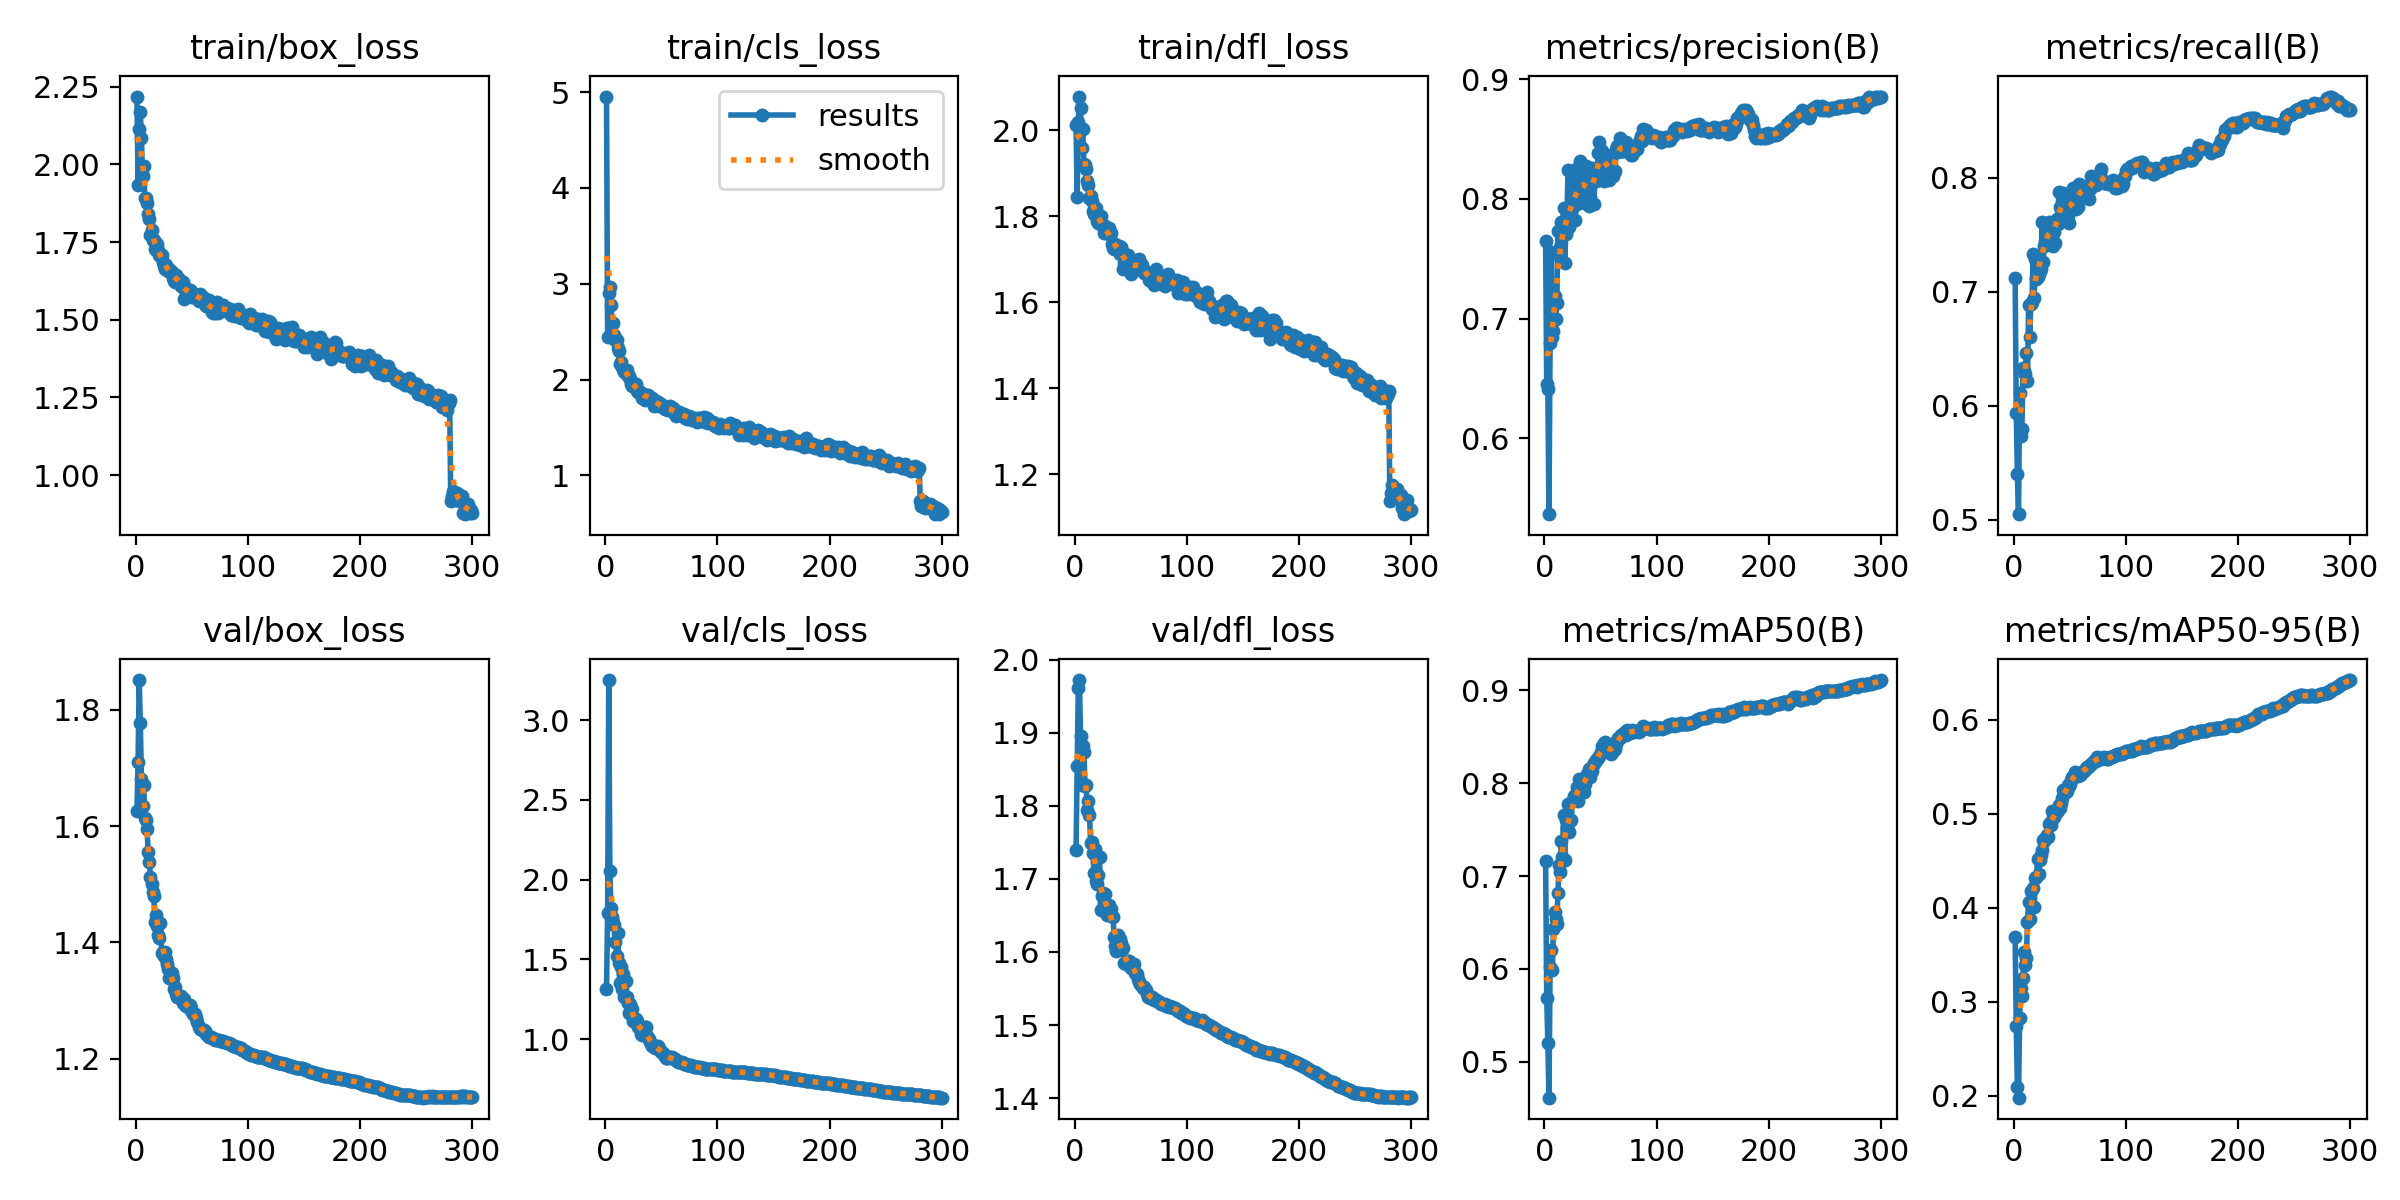 train/box_loss
2.25
2.00
1.75
1.50
1.25
1.00
0 100 200 300
train/cls_loss
results
smooth
5
4
3
2
1
0 100 200 300
train/dfl_loss
2.0
1.8
1.6
1.4
1.2
0 100 200 300
metrics/precision(B)
0.9
0.8
0.7
0.6
0 100 200 300
metrics/recall(B)
0.8
0.7
0.6
0.5
0 100 200 300
val/box_loss
1.8
1.6
1.4
1.2
0 100 200 300
val/cls_loss
3.0
2.5
2.0
1.5
1.0
0 100 200 300
val/dfl_loss
2.0
1.9
1.8
1.7
1.6
1.5
1.4
0 100 200 300
metrics/mAP50(B)
0.9
0.8
0.7
0.6
0.5
0 100 200 300
metrics/mAP50-95(B)
0.6
0.5
0.4
0.3
0.2
0 100 200 300